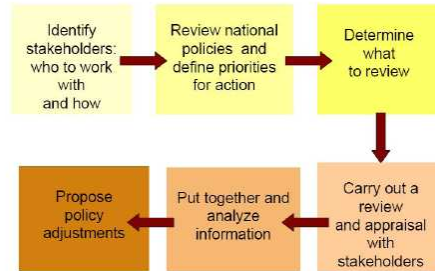 Identify
stakeholders:
who to work
with
and how
Review national
policies and
define priorities
for action
Determine
what
to review
Carry out a
review
and appraisal
with
stakeholders
Put together and
analyze
information
Propose
policy
adjustments